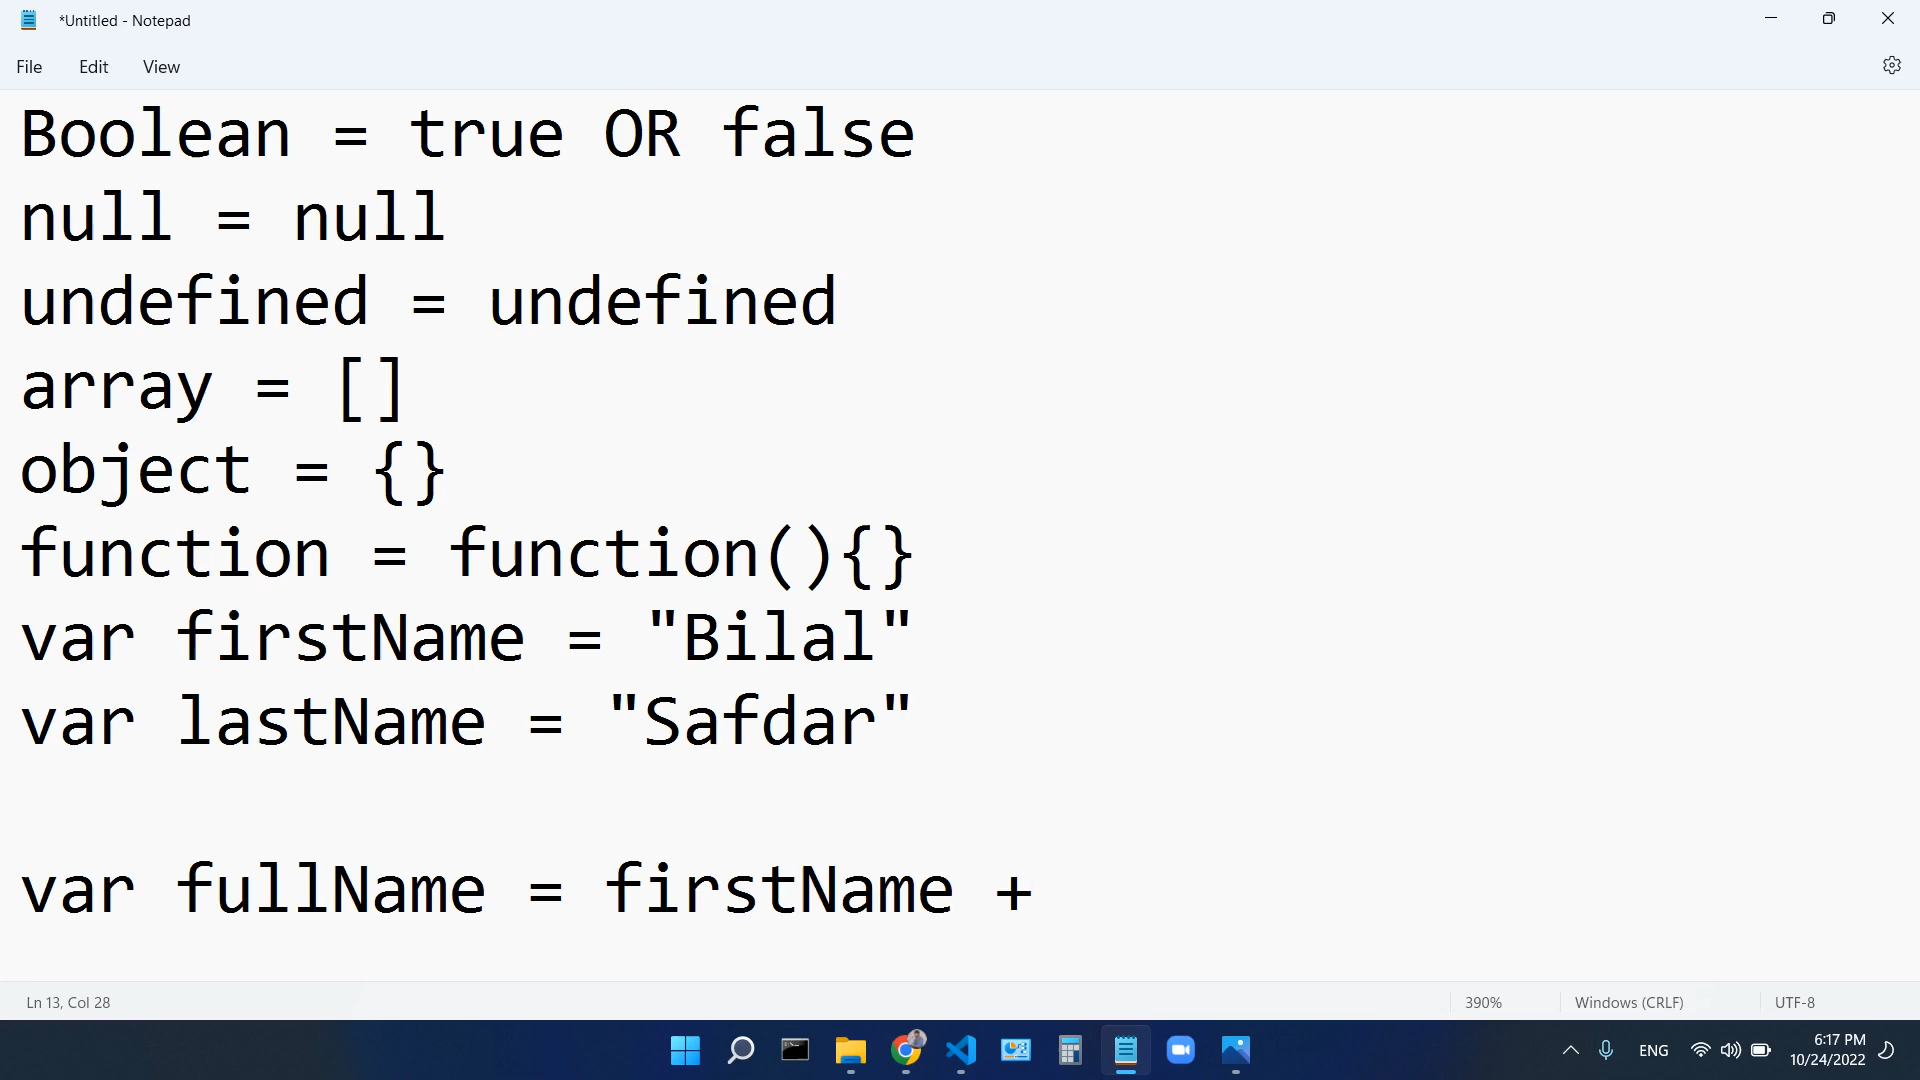 *Untitled - Notepad
File Edit View
Boolean = true OR false
null = null
undefined = undefined
array = []
object = {}
function = function(){}
var firstName = "Bilal"
var lastName = "Safdar"
var fullName = firstName +
Ln 13, Col 28 390% Windows (CRLF) UTF-8
ENG 6:17 PM
10/24/2022